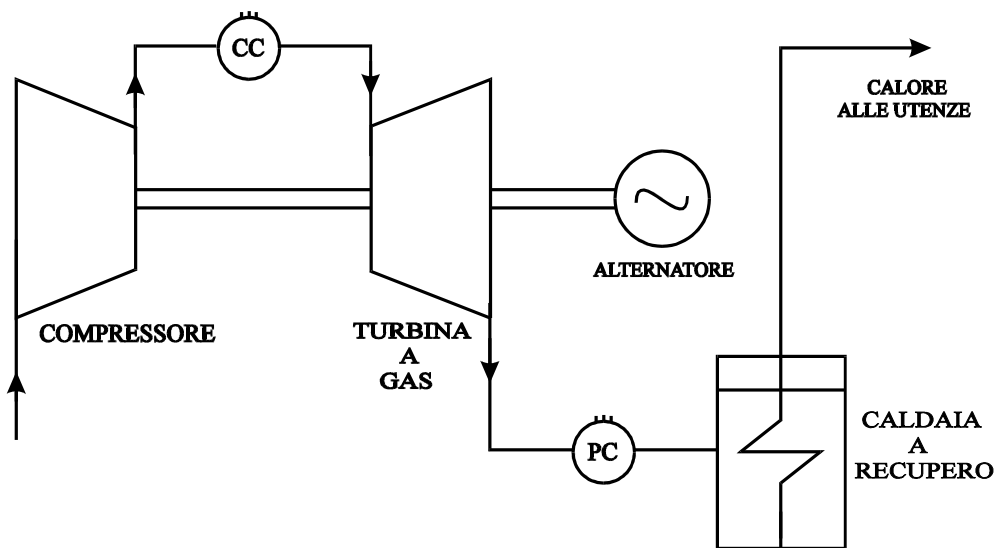 CC
CALORE
ALLE UTENZE
ALTERNATORE
COMPRESSORE
TURBINA
A
GAS
PC
CALDAIA
A
RECUPERO